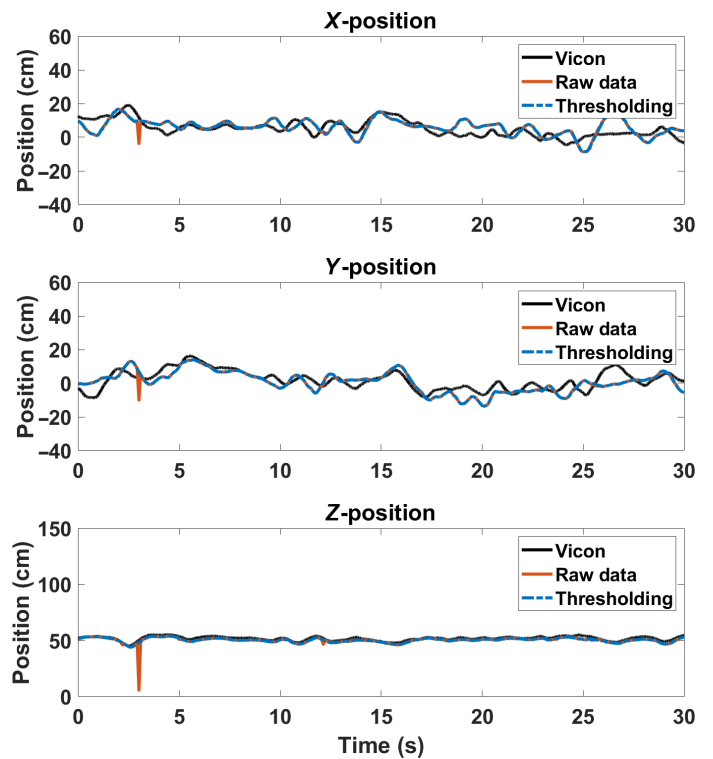 X-position
60
40
20
0
−20
−40
Position (cm)
Vicon
Raw data
Thresholding
0 5 10 15 20 25 30
Y-position
60
40
20
0
−20
−40
Position (cm)
Vicon
Raw data
Thresholding
0 5 10 15 20 25 30
Z-position
150
100
50
0
Position (cm)
Vicon
Raw data
Thresholding
0 5 10 15 20 25 30
Time (s)